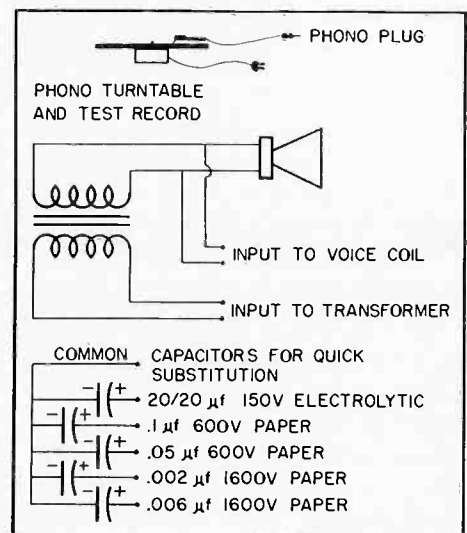 PHONO PLUG
PHONO TURNTABLE
AND TEST RECORD
INPUT TO VOICE COIL
INPUT TO TRANSFORMER
COMMON CAPACITORS FOR QUICK
SUBSTITUTION
- + 20/20 µf 150V ELECTROLYTIC
- + .1 µf 600V PAPER
- + .05 µf 600V PAPER
- + .002 µf 1600V PAPER
- + .006 µf 1600V PAPER